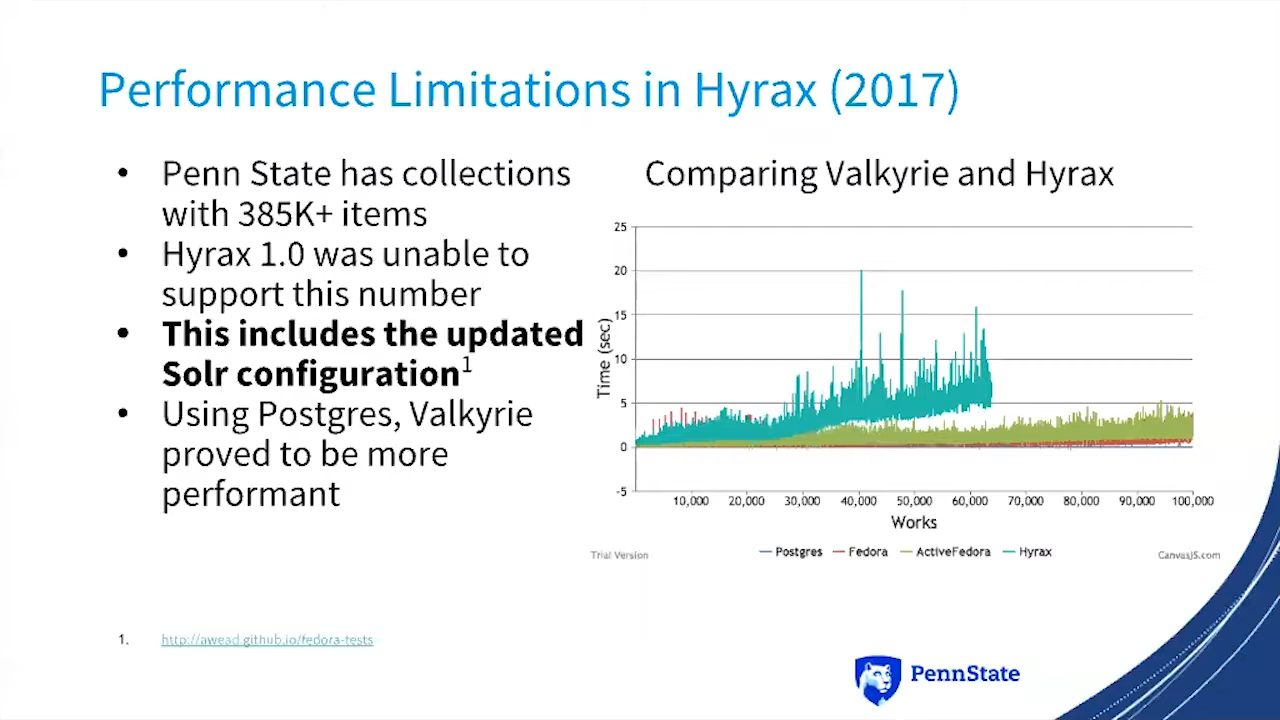 Performance Limitations in Hyrax (2017)
• Penn State has collections
with 385K+ items
• Hyrax 1.0 was unable to
support this number
• This includes the updated
Solr configuration1
• Using Postgres, Valkyrie
proved to be more
performant
Comparing Valkyrie and Hyrax
25
20
15
10
5
0
-5
Time (sec)
10,000 20,000 30,000 40,000 50,000 60,000 70,000 80,000 90,000 100,000
Works
Trial Version
Postgres Fedora ActiveFedora Hyrax
CanvasJS.com
1. http://awead.github.io/fedora-tests
PennState